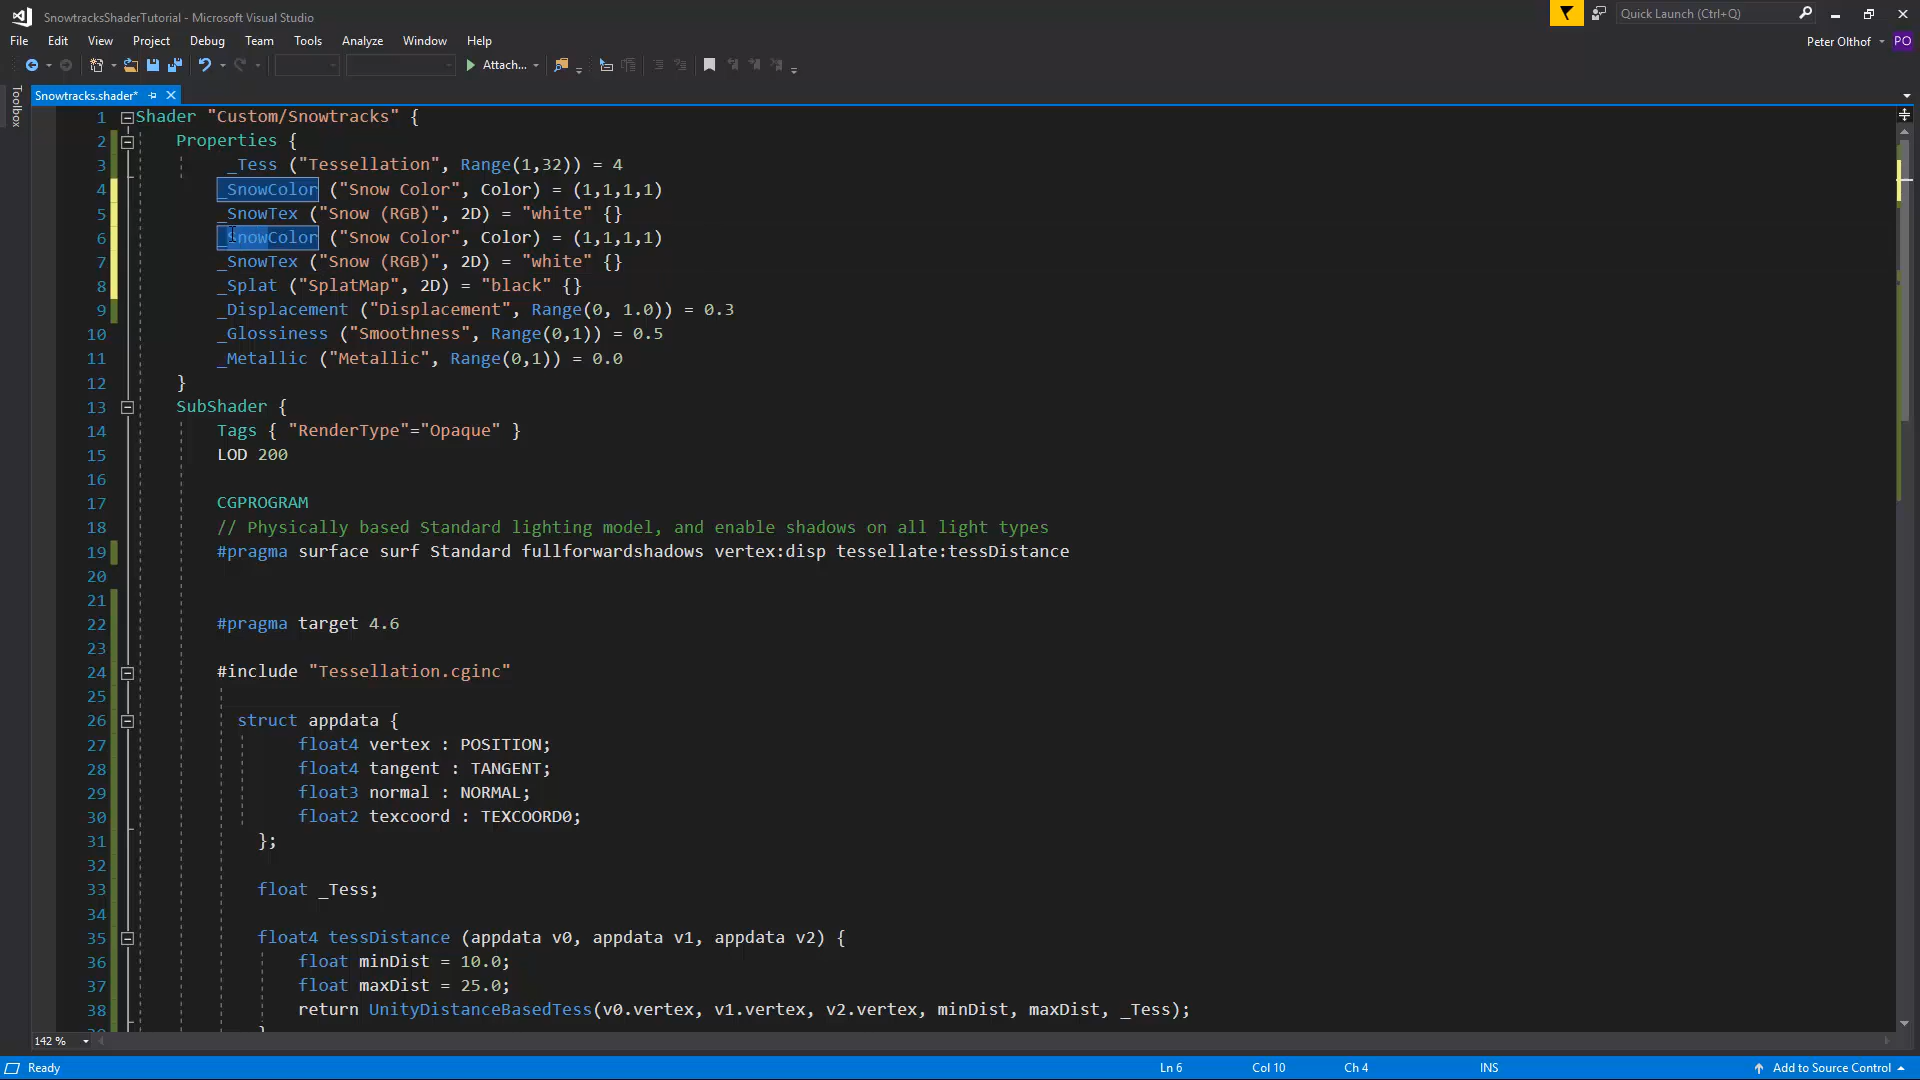 SnowtracksShaderTutorial - Microsoft Visual Studio
Quick Launch (Ctrl+Q)
File Edit View Project Debug Team Tools Analyze Window Help
Peter Olthof PO
Attach...
Toolbox
Snowtracks.shader*
1 Shader "Custom/Snowtracks" {
2 Properties {
3 _Tess ("Tessellation", Range(1,32)) = 4
4 _SnowColor ("Snow Color", Color) = (1,1,1,1)
5 _SnowTex ("Snow (RGB)", 2D) = "white" {}
6 _SnowColor ("Snow Color", Color) = (1,1,1,1)
7 _SnowTex ("Snow (RGB)", 2D) = "white" {}
8 _Splat ("SplatMap", 2D) = "black" {}
9 _Displacement ("Displacement", Range(0, 1.0)) = 0.3
10 _Glossiness ("Smoothness", Range(0,1)) = 0.5
11 _Metallic ("Metallic", Range(0,1)) = 0.0
12 }
13 SubShader {
14 Tags { "RenderType"="Opaque" }
15 LOD 200
16
17 CGPROGRAM
18 // Physically based Standard lighting model, and enable shadows on all light types
19 #pragma surface surf Standard fullforwardshadows vertex:disp tessellate:tessDistance
20
21
22 #pragma target 4.6
23
24 #include "Tessellation.cginc"
25
26 struct appdata {
27 float4 vertex : POSITION;
28 float4 tangent : TANGENT;
29 float3 normal : NORMAL;
30 float2 texcoord : TEXCOORD0;
31 };
32
33 float _Tess;
34
35 float4 tessDistance (appdata v0, appdata v1, appdata v2) {
36 float minDist = 10.0;
37 float maxDist = 25.0;
38 return UnityDistanceBasedTess(v0.vertex, v1.vertex, v2.vertex, minDist, maxDist, _Tess);
142 %
Ready Ln 6 Col 10 Ch 4 INS Add to Source Control